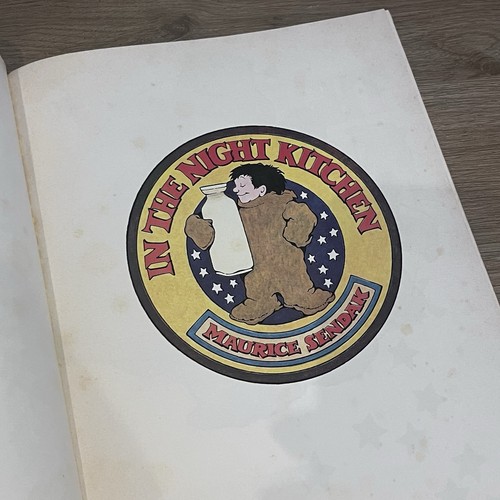 IN THE NIGHT KITCHEN
MAURICE SENDAK